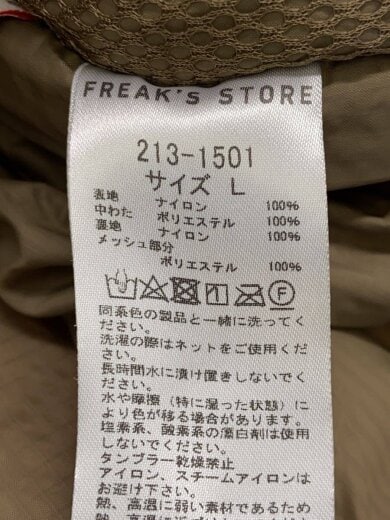 FREAK'S STORE
213-1501
サイズ L
表地 ナイロン 100%
中わた ポリエステル 100%
裏地 ナイロン 100%
メッシュ部分
ポリエステル 100%
同系色の製品と一緒に洗ってく
ださい。
洗濯の際はネットをご使用くだ
さい。
長時間水に漬け置きしないでく
ださい。
水や摩擦(特に湿った状態)に
より色が移る場合があります。
塩素系、酸素系の漂白剤は使用
しないでください。
タンブラー乾燥禁止
アイロン、スチームアイロンは
お避け下さい。
熱、高温に弱い素材であるため